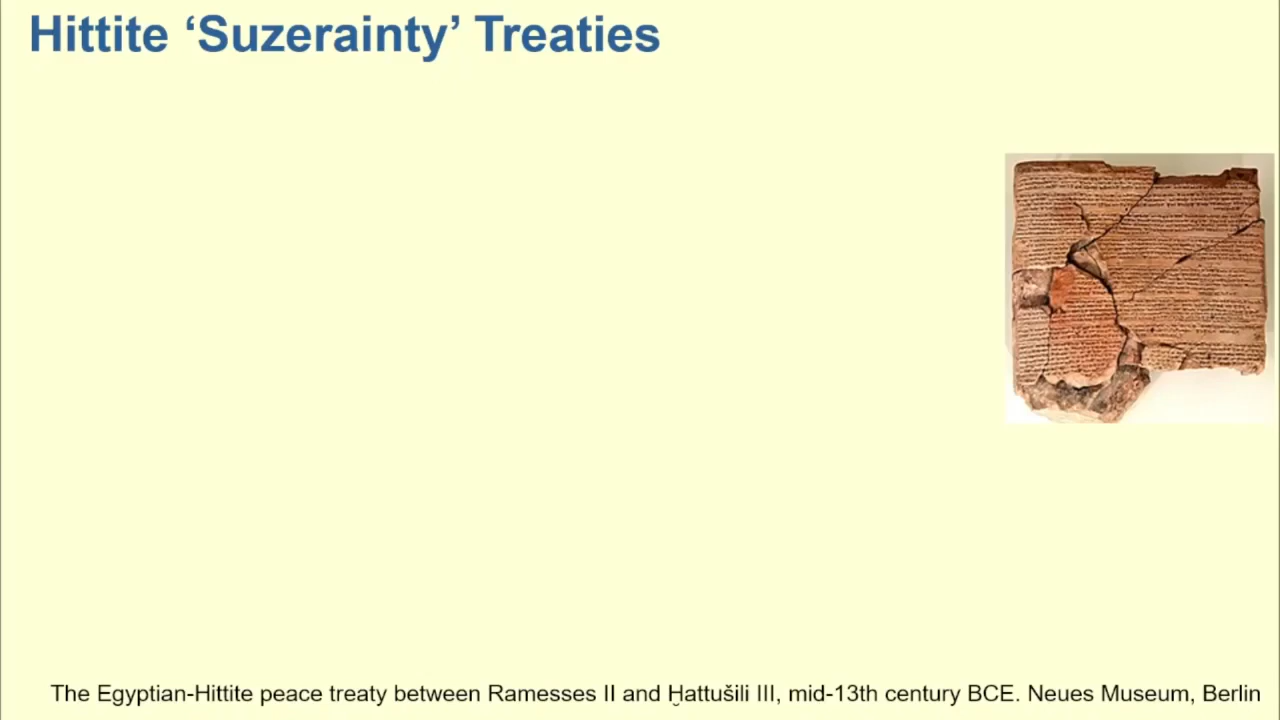 Hittite ‘Suzerainty’ Treaties
The Egyptian-Hittite peace treaty between Ramesses II and Ḫattušili III, mid-13th century BCE. Neues Museum, Berlin